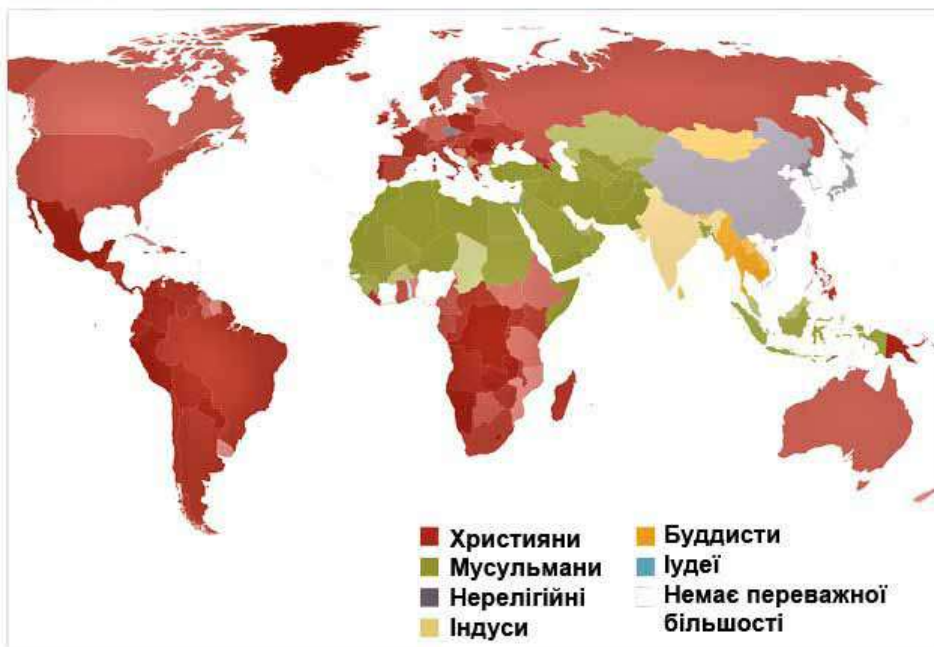 Християни
Мусульмани
Нерелігійні
Індуси
Буддисти
Іудеї
Немає переважної
більшості